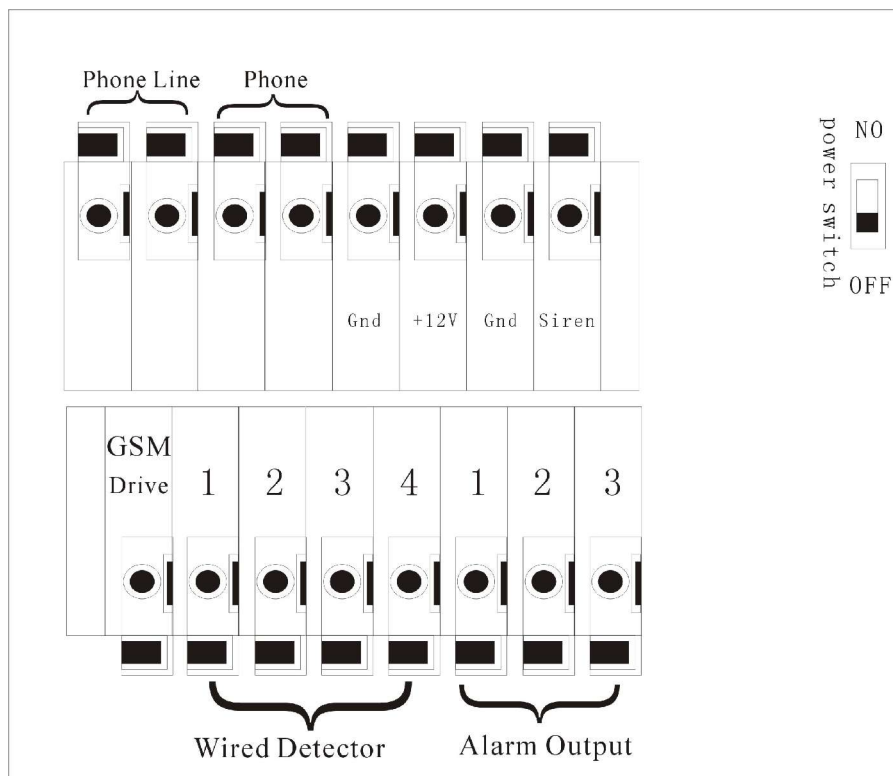 Phone Line Phone
power switch
NO
OFF
Gnd +12V Gnd Siren
GSM
Drive 1 2 3 4 1 2 3
Wired Detector Alarm Output